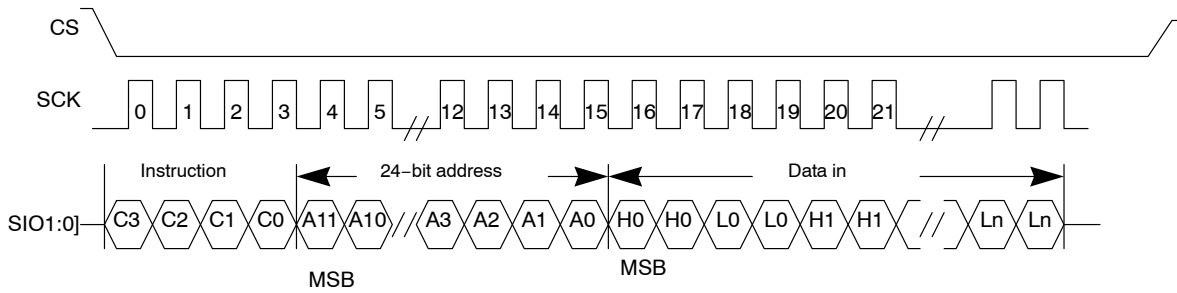 CS
SCK 0 1 2 3 4 5 12 13 14 15 16 17 18 19 20 21
Instruction 24−bit address Data in
SIO1:0] C3 C2 C1 C0 A11 A10 A3 A2 A1 A0 H0 H0 L0 L0 H1 H1 Ln Ln
MSB MSB